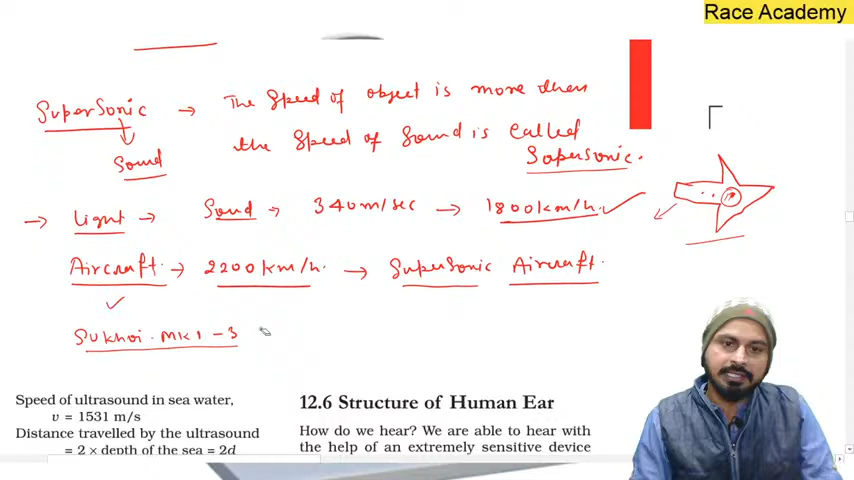 Race Academy
SuperSonic → The Speed of object is more then
the Speed of Sound is called
Supersonic.
Sound
→ Light → Sound → 340m/sec → 1800km/h
Aircraft → 2200km/h. → SuperSonic Aircraft.
Sukhoi. MK1-3
Speed of ultrasound in sea water,
v = 1531 m/s
Distance travelled by the ultrasound
= 2 × depth of the sea = 2d
12.6 Structure of Human Ear
How do we hear? We are able to hear with
the help of an extremely sensitive device